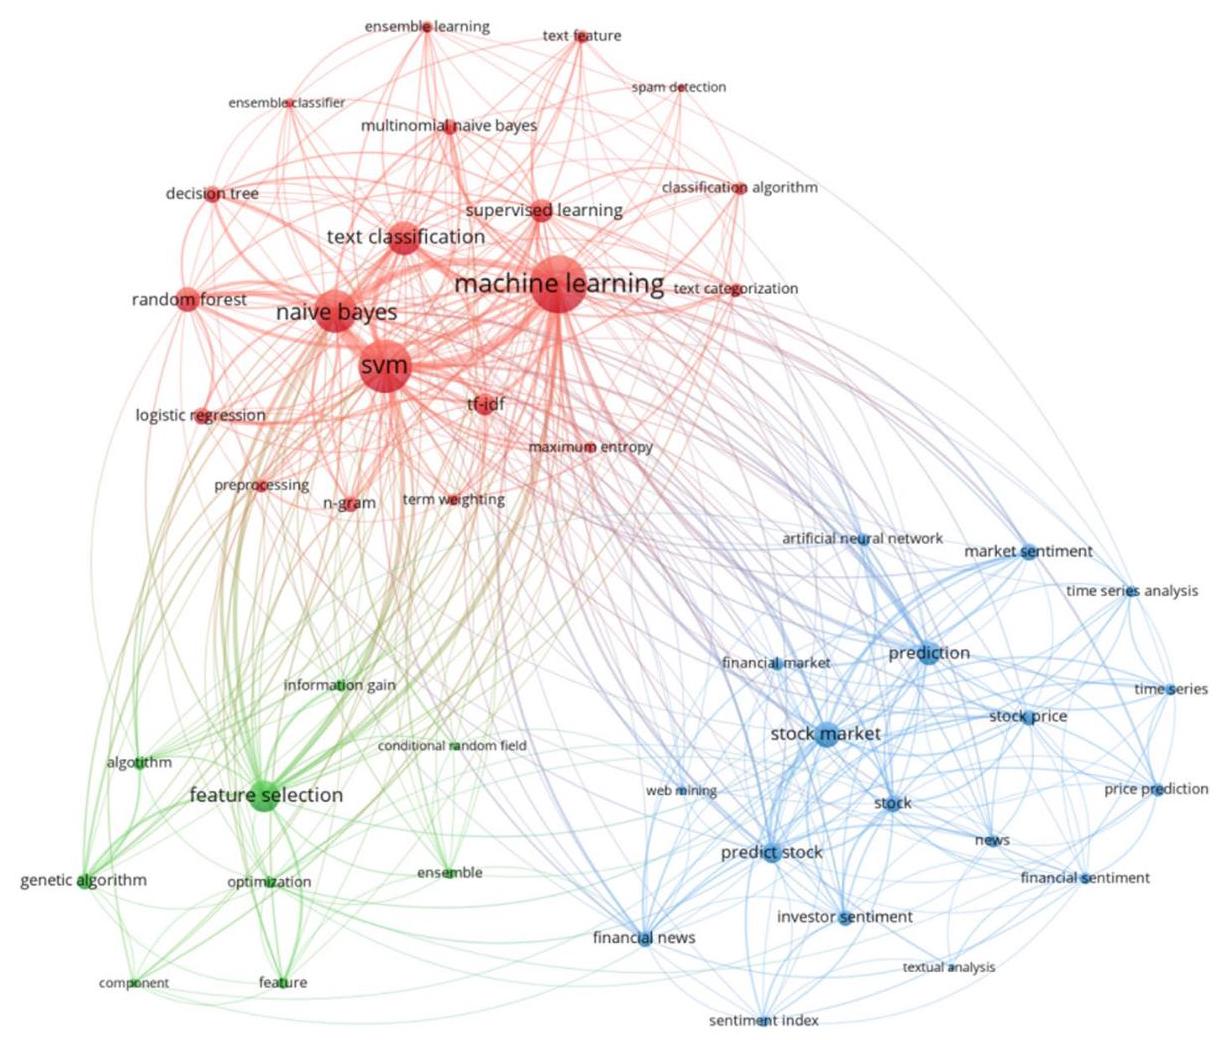 ensemble learning
text feature
spam detection
ensemble classifier
multinomial naive bayes
decision tree
classification algorithm
supervised learning
text classification
machine learning
text categorization
random forest
naive bayes
svm
tf-idf
logistic regression
maximum entropy
preprocessing
n-gram
term weighting
artificial neural network
market sentiment
time series analysis
prediction
financial market
information gain
time series
stock price
stock market
conditional random field
algotithm
web mining
price prediction
feature selection
stock
news
predict stock
ensemble
financial sentiment
genetic algorithm
optimization
investor sentiment
financial news
textual analysis
component
feature
sentiment index